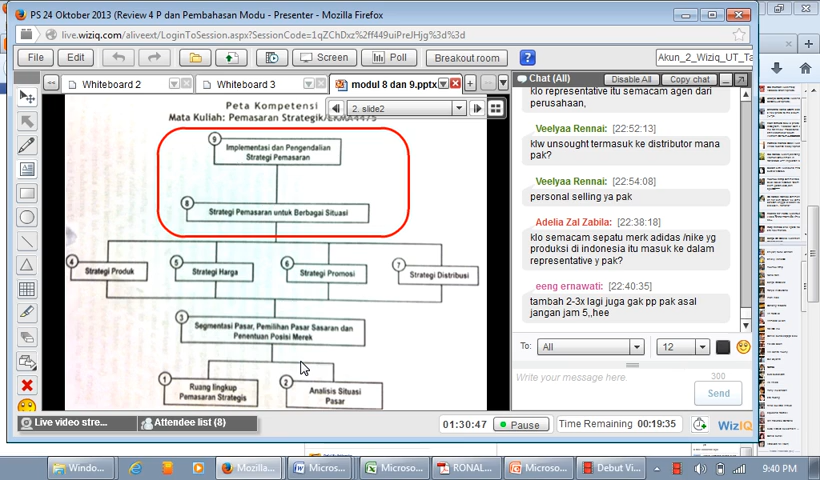 PS 24 Oktober 2013 (Review 4 P dan Pembahasan Modu - Presenter - Mozilla Firefox
live.wiziq.com/aliveext/LoginToSession.aspx?SessionCode=1qZChDxz%2ff449uiPreJHjg%3d%3d
File
Edit
Screen
Poll
Breakout room
?
Akun_2_Wiziq_UT_Ta
Whiteboard 2
Whiteboard 3
modul 8 dan 9.pptx
2. slide2
Peta Kompetensi
Mata Kuliah: Pemasaran Strategik/EKMA4475
9
Implementasi dan Pengendalian
Strategi Pemasaran
8
Strategi Pemasaran untuk Berbagai Situasi
4
Strategi Produk
5
Strategi Harga
6
Strategi Promosi
7
Strategi Distribusi
3
Segmentasi Pasar, Pemilihan Pasar Sasaran dan
Penentuan Posisi Merek
1
Ruang lingkup
Pemasaran Strategis
2
Analisis Situasi
Pasar
Chat (All)
Disable All
Copy chat
klo representative itu semacam agen dari
perusahaan,
Veelyaa Rennai: [22:52:13]
klw unsought termasuk ke distributor mana
pak?
Veelyaa Rennai: [22:54:08]
personal selling ya pak
Adelia Zal Zabila: [22:38:18]
klo semacam sepatu merk adidas /nike yg
produksi di indonesia itu masuk ke dalam
representative y pak?
eeng ernawati: [22:40:35]
tambah 2-3x lagi juga gak pp pak asal
jangan jam 5,,hee
To:
All
12
Write your message here.
300
Send
Live video stre...
Attendee list (8)
01:30:47
Pause
Time Remaining 00:19:35
WizIQ
Windo...
Mozilla...
Micros...
Micros...
RONAL...
Micros...
Debut Vi...
9:40 PM